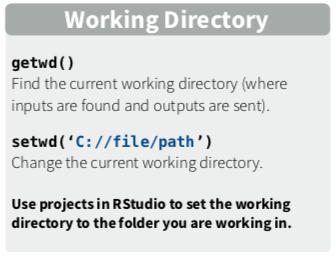 Working Directory
getwd()
Find the current working directory (where
inputs are found and outputs are sent).
setwd(‘C://file/path’)
Change the current working directory.
Use projects in RStudio to set the working
directory to the folder you are working in.